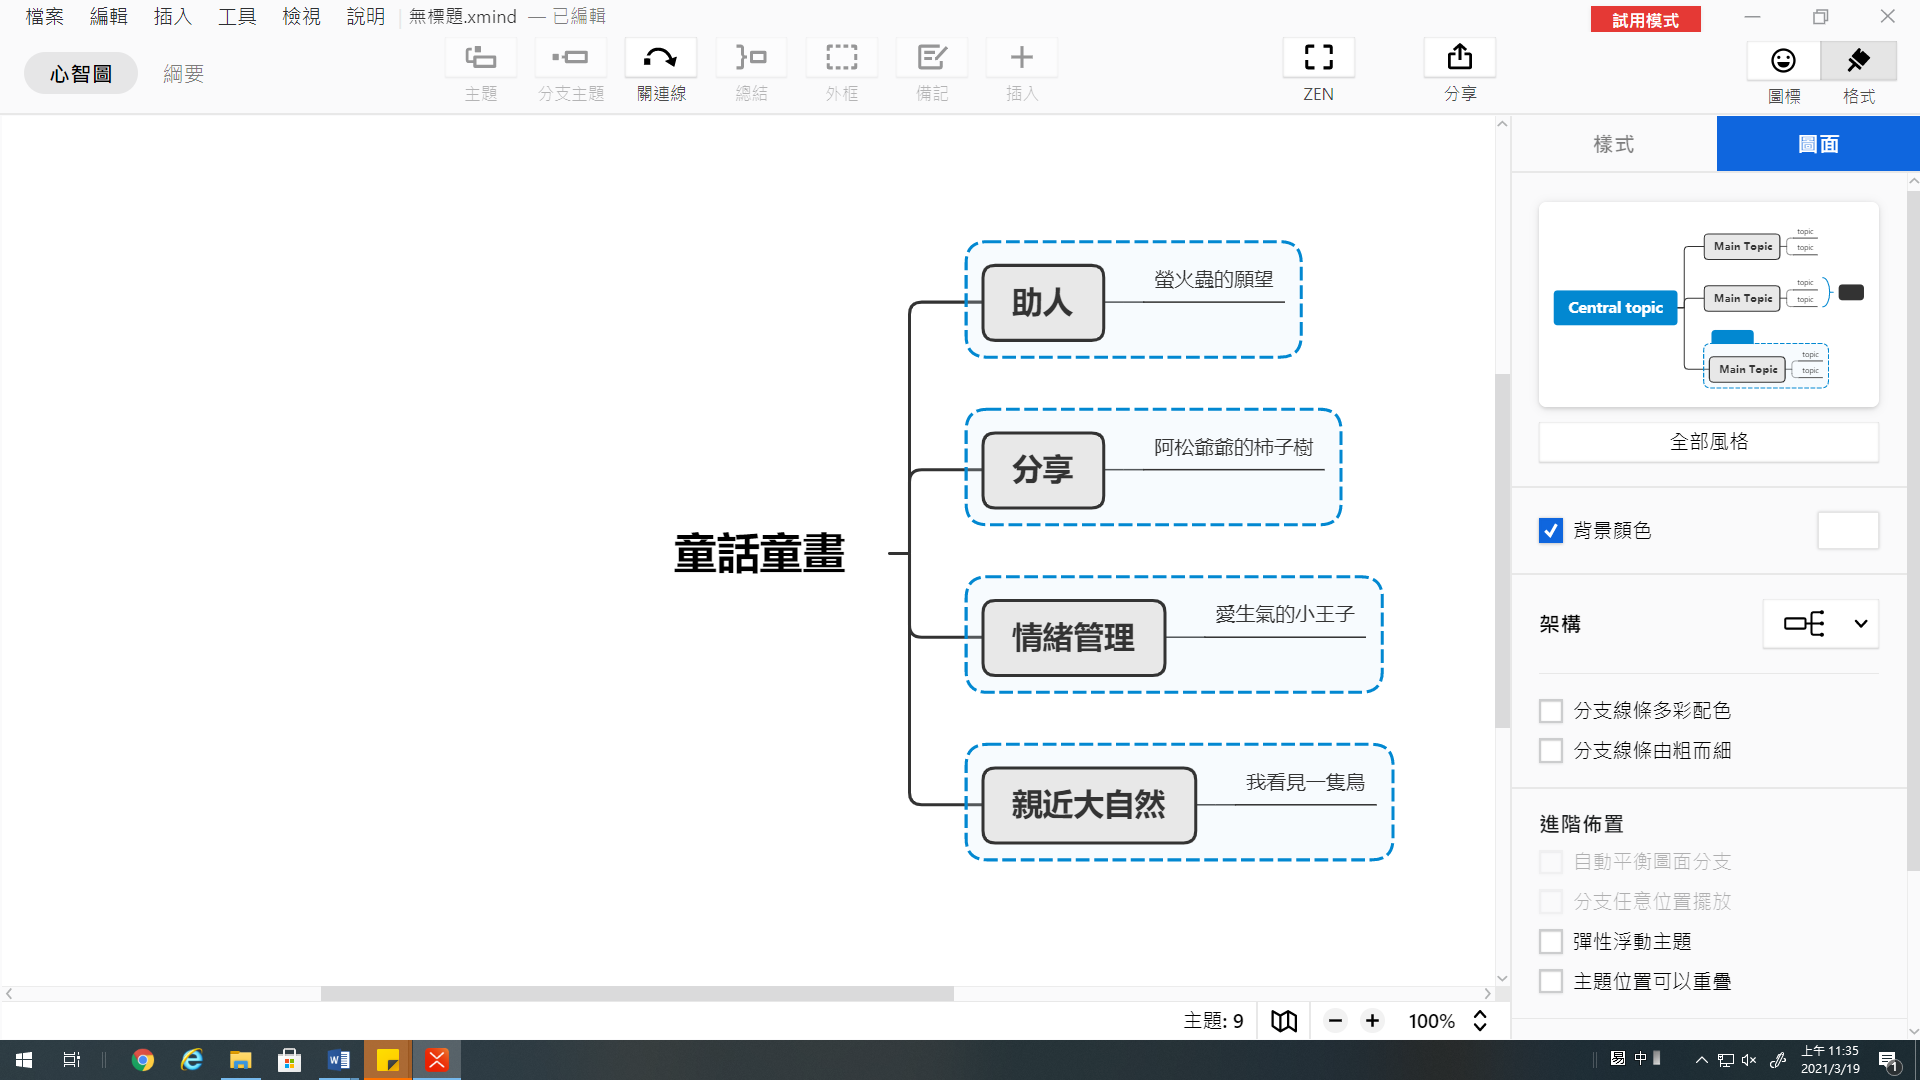 檔案 編輯 插入 工具 檢視 說明 無標題.xmind — 已編輯
試用模式
心智圖 綱要
主題 分支主題 關連線 總結 外框 備記 插入 ZEN 分享 圖標 格式
樣式 圖面
童話童畫
助人 螢火蟲的願望
分享 阿松爺爺的柿子樹
情緒管理 愛生氣的小王子
親近大自然 我看見一隻鳥
Central topic
Main Topic
topic
topic
Main Topic
topic
topic
Main Topic
topic
topic
全部風格
背景顏色
架構
分支線條多彩配色
分支線條由粗而細
進階佈置
自動平衡圖面分支
分支任意位置擺放
彈性浮動主題
主題位置可以重疊
主題: 9 100%
易 中
上午 11:35
2021/3/19
1